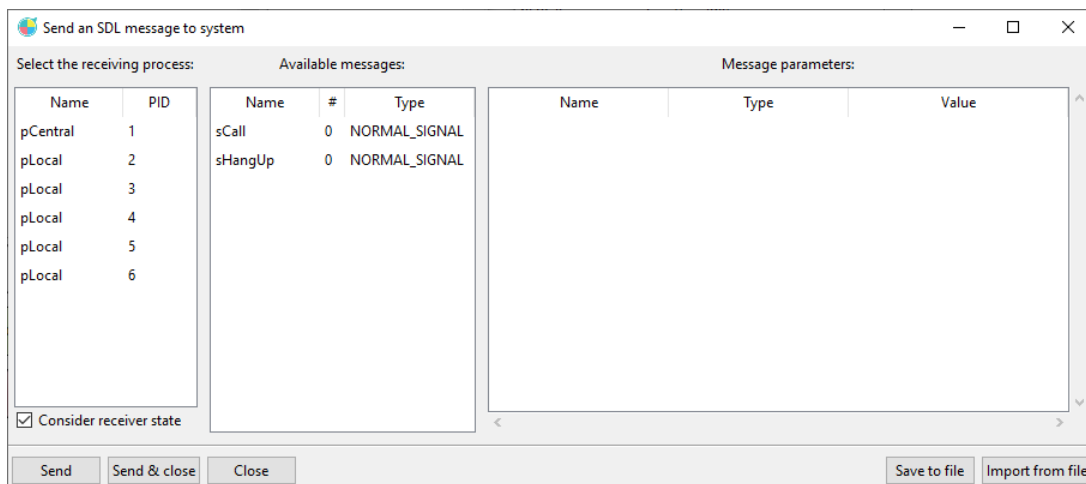 Send an SDL message to system
Select the receiving process: Available messages: Message parameters:
Name PID Name # Type Name Type Value
pCentral 1 sCall 0 NORMAL_SIGNAL
pLocal 2 sHangUp 0 NORMAL_SIGNAL
pLocal 3
pLocal 4
pLocal 5
pLocal 6
Consider receiver state
Send Send & close Close Save to file Import from file